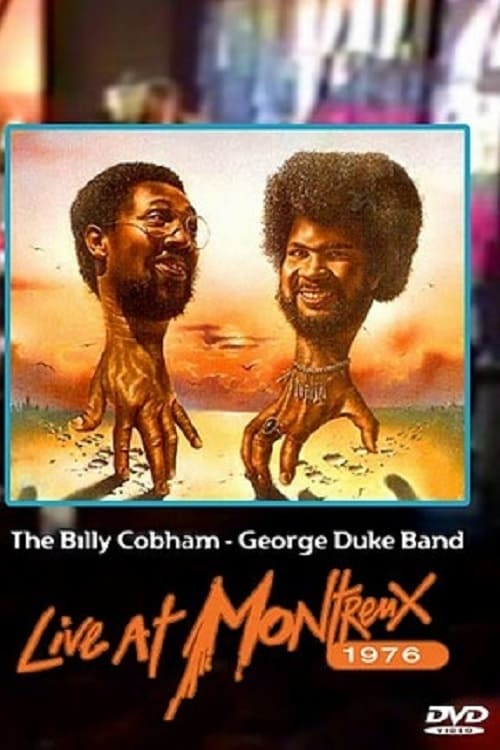 The Billy Cobham - George Duke Band
Live At Montreux
1976
DVD
VIDEO